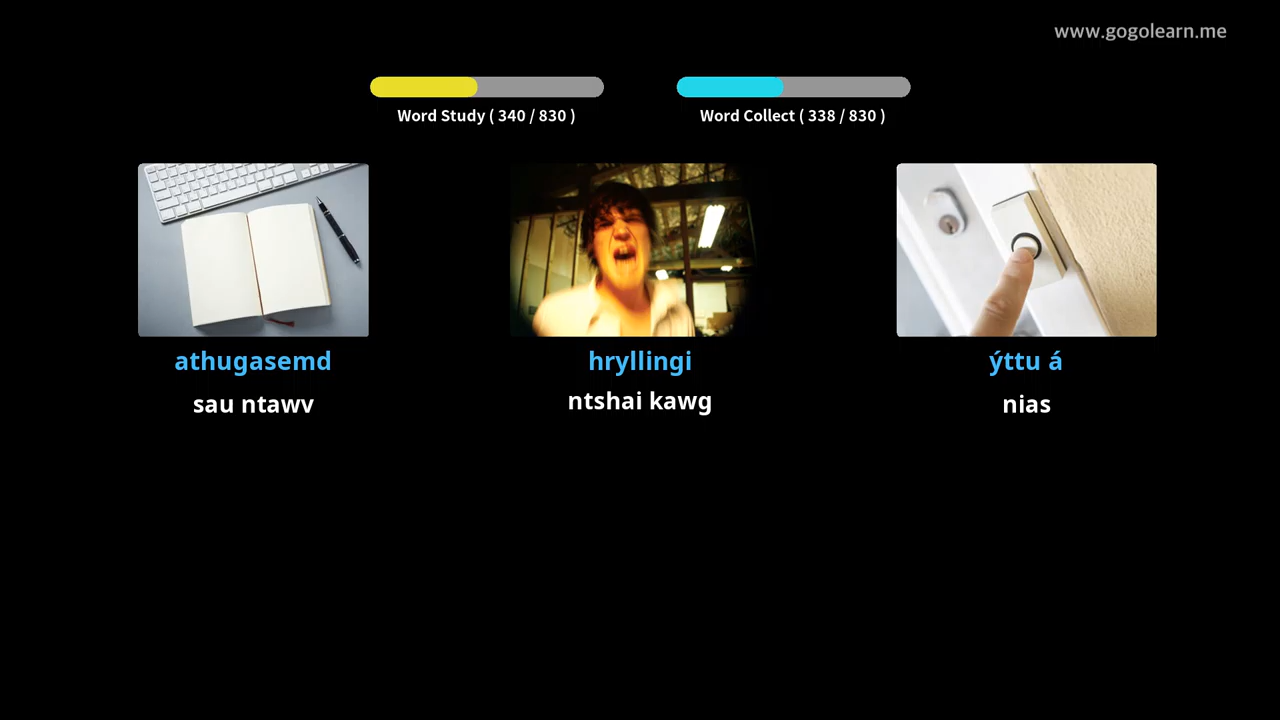 www.gogolearn.me
Word Study ( 340 / 830 )
Word Collect ( 338 / 830 )
athugasemd
sau ntawv
hryllingi
ntshai kawg
ýttu á
nias